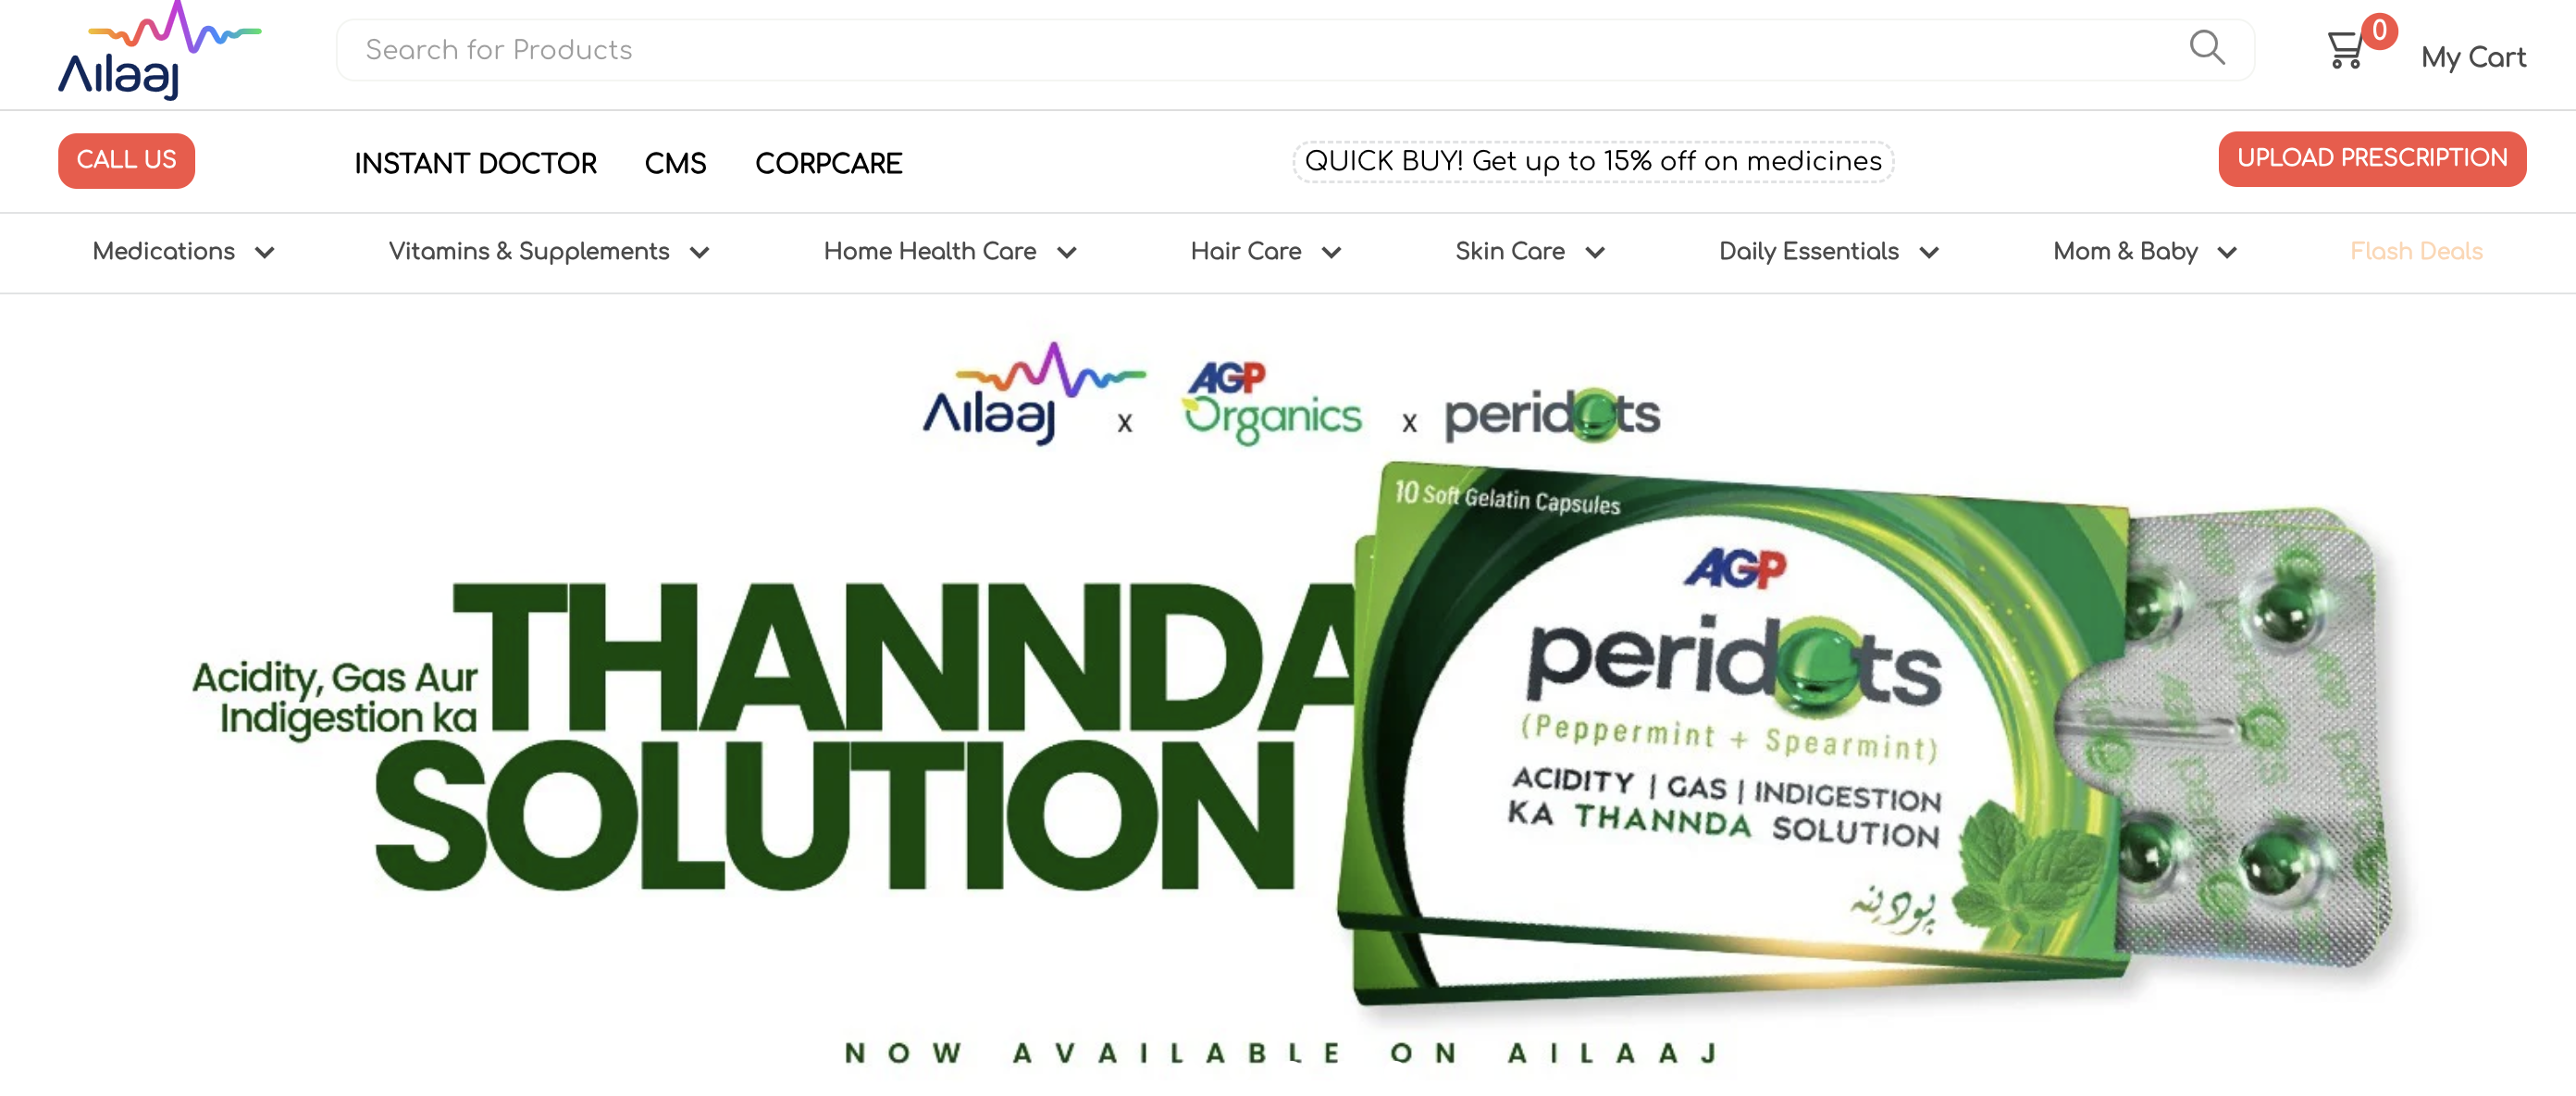 Ailaaj
Search for Products
0
My Cart
CALL US
INSTANT DOCTOR
CMS
CORPCARE
QUICK BUY! Get up to 15% off on medicines
UPLOAD PRESCRIPTION
Medications
Vitamins & Supplements
Home Health Care
Hair Care
Skin Care
Daily Essentials
Mom & Baby
Flash Deals
Ailaaj x AGP Organics x peridots
Acidity, Gas Aur
Indigestion ka
THANNDA
SOLUTION
10 Soft Gelatin Capsules
AGP
peridots
(Peppermint + Spearmint)
ACIDITY | GAS | INDIGESTION
KA THANNDA SOLUTION
پودینہ
NOW AVAILABLE ON AILAAJ